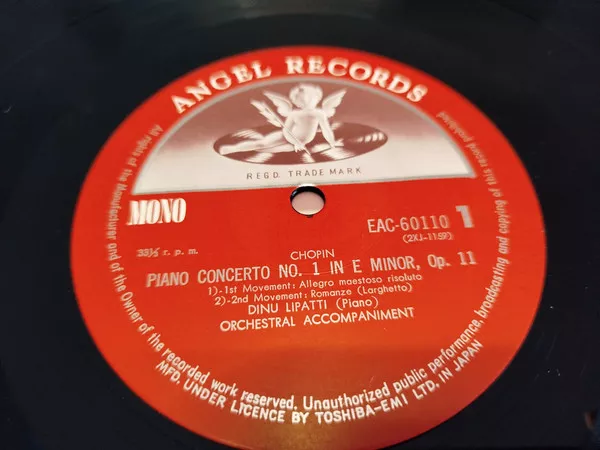 ANGEL RECORDS
REGD. TRADE MARK
MONO
EAC-60110 1
(2XJ-1159)
33⅓ r. p. m.
CHOPIN
PIANO CONCERTO NO. 1 IN E MINOR, Op. 11
1)-1st Movement: Allegro maestoso risoluto
2)-2nd Movement: Romanze (Larghetto)
DINU LIPATTI (Piano)
ORCHESTRAL ACCOMPANIMENT
All rights of the Manufacturer and of the Owner of the recorded work reserved. Unauthorized public performance, broadcasting and copying of this record prohibited
MFD. UNDER LICENCE BY TOSHIBA-EMI LTD. IN JAPAN